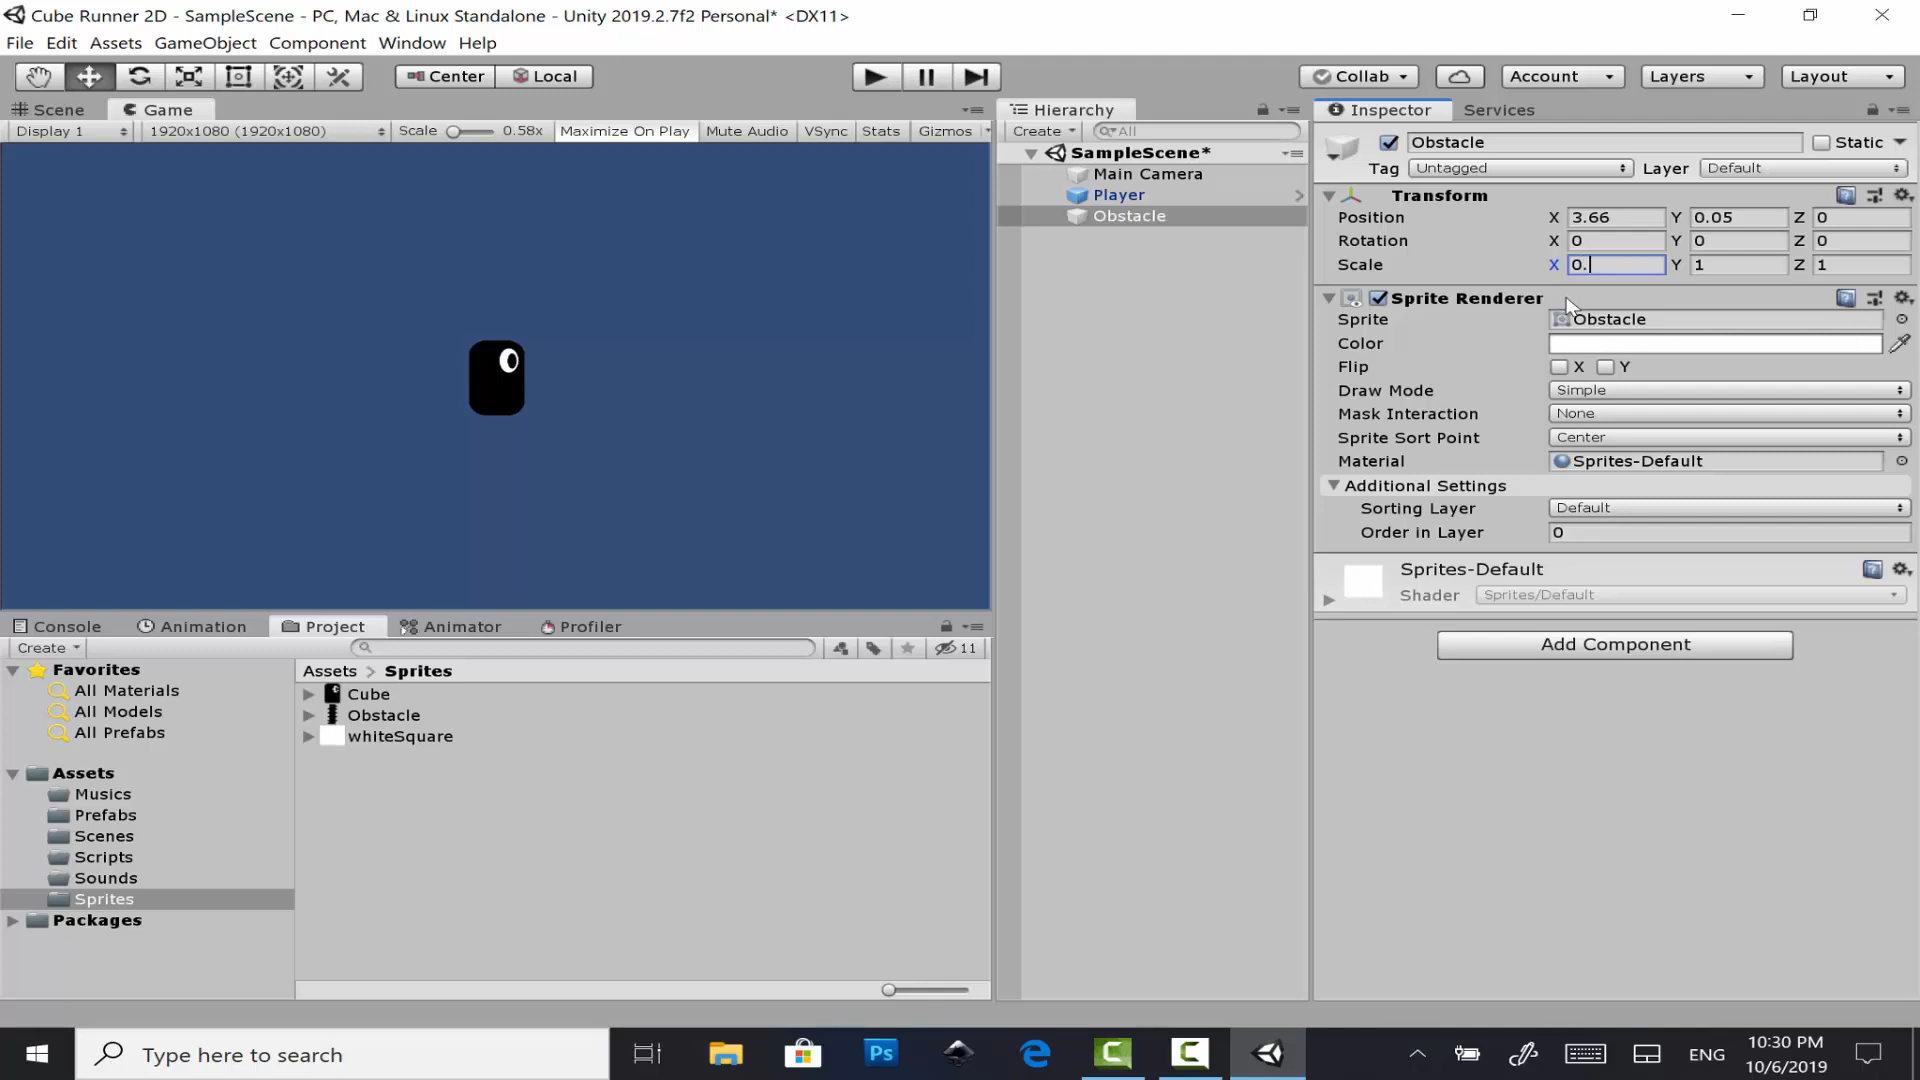 Cube Runner 2D - SampleScene - PC, Mac & Linux Standalone - Unity 2019.2.7f2 Personal* <DX11>
File Edit Assets GameObject Component Window Help
Center Local Collab Account Layers Layout
Scene Game
Display 1 1920x1080 (1920x1080) Scale 0.58x Maximize On Play Mute Audio VSync Stats Gizmos
Hierarchy
Create All
SampleScene*
Main Camera
Player
Obstacle
Inspector Services
Obstacle Static
Tag Untagged Layer Default
Transform
Position X 3.66 Y 0.05 Z 0
Rotation X 0 Y 0 Z 0
Scale X 0. Y 1 Z 1
Sprite Renderer
Sprite Obstacle
Color
Flip X Y
Draw Mode Simple
Mask Interaction None
Sprite Sort Point Center
Material Sprites-Default
Additional Settings
Sorting Layer Default
Order in Layer 0
Sprites-Default
Shader Sprites/Default
Add Component
Console Animation Project Animator Profiler
Create 11
Favorites
All Materials
All Models
All Prefabs
Assets
Musics
Prefabs
Scenes
Scripts
Sounds
Sprites
Packages
Assets > Sprites
Cube
Obstacle
whiteSquare
Type here to search
Ps
ENG
10:30 PM
10/6/2019